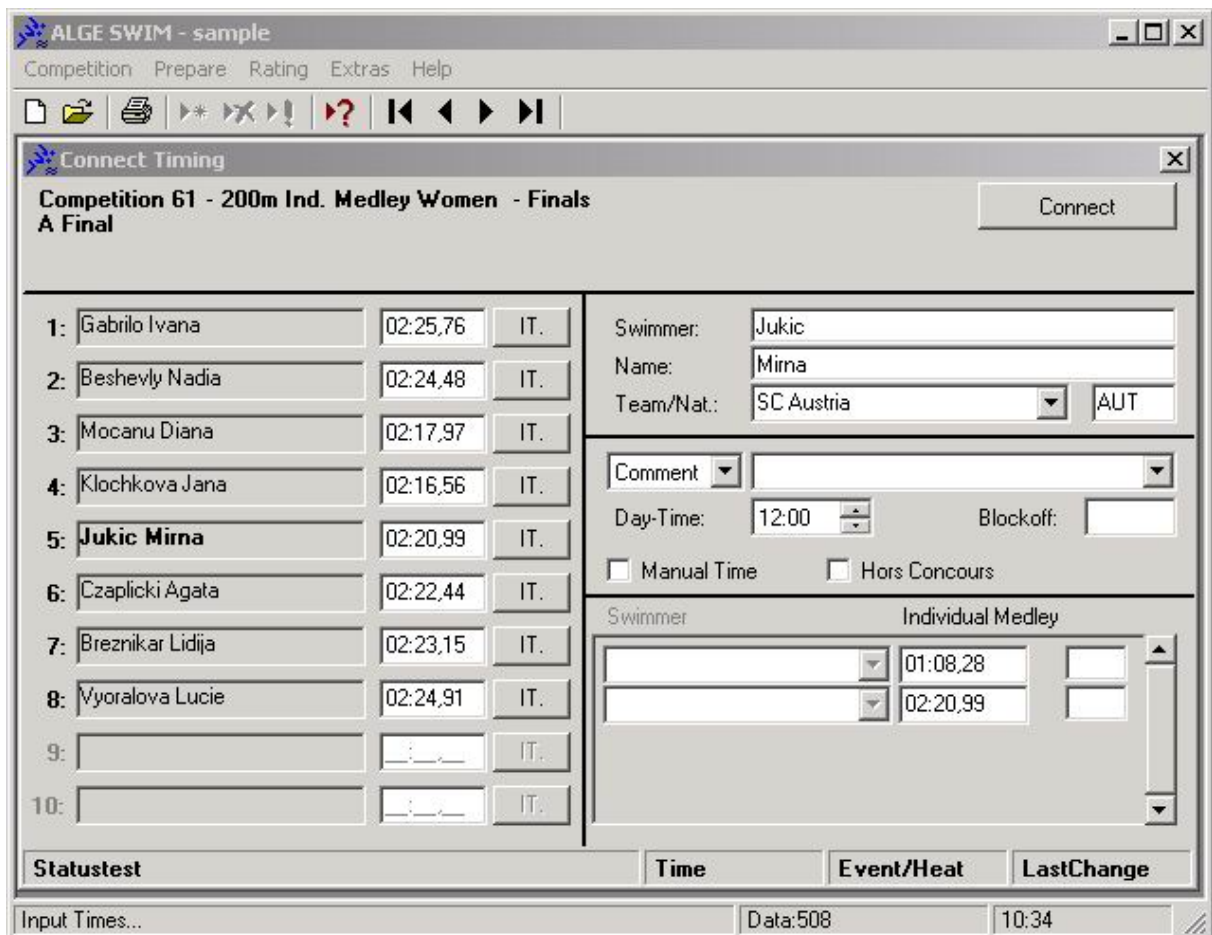 ALGE SWIM - sample
Competition Prepare Rating Extras Help
Connect Timing
Competition 61 - 200m Ind. Medley Women - Finals
A Final
Connect
1: Gabrilo Ivana 02:25,76 IT.
2: Beshevly Nadia 02:24,48 IT.
3: Mocanu Diana 02:17,97 IT.
4: Klochkova Jana 02:16,56 IT.
5: Jukic Mirna 02:20,99 IT.
6: Czaplicki Agata 02:22,44 IT.
7: Breznikar Lidija 02:23,15 IT.
8: Vyoralova Lucie 02:24,91 IT.
9: __:__,__ IT.
10: __:__,__ IT.
Swimmer: Jukic
Name: Mirna
Team/Nat.: SC Austria AUT
Comment
Day-Time: 12:00 Blockoff:
Manual Time Hors Concours
Swimmer Individual Medley
01:08,28
02:20,99
Statustest Time Event/Heat LastChange
Input Times... Data:508 10:34